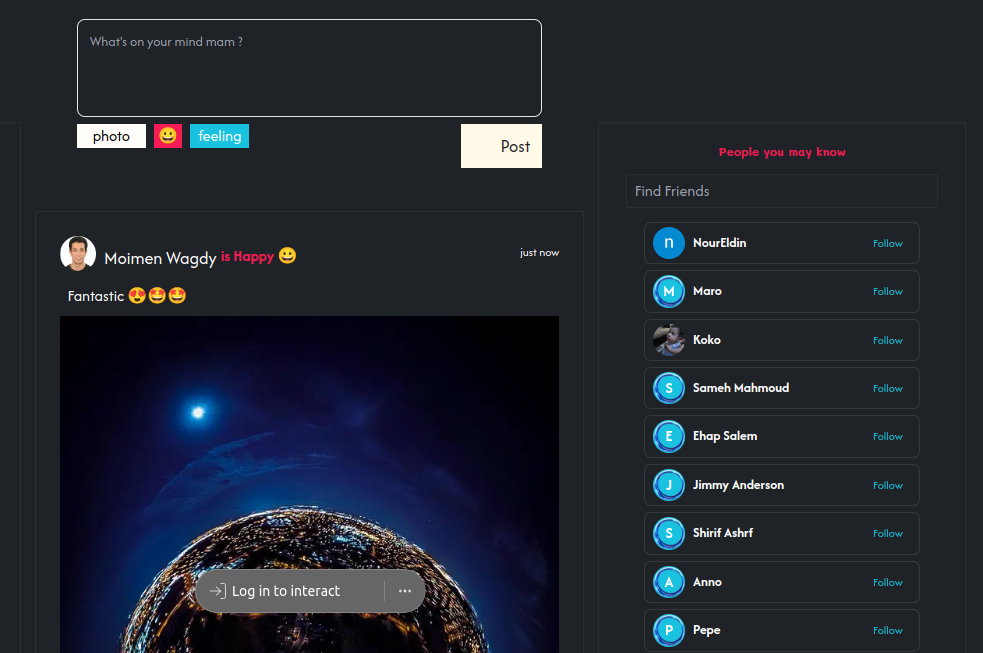 What's on your mind mam ?
photo 😀 feeling
Post
Moimen Wagdy is Happy 😀
just now
Fantastic 😍🤩🤩
Log in to interact
People you may know
Find Friends
n NourEldin Follow
M Maro Follow
Koko Follow
S Sameh Mahmoud Follow
E Ehap Salem Follow
J Jimmy Anderson Follow
S Shirif Ashrf Follow
A Anno Follow
P Pepe Follow